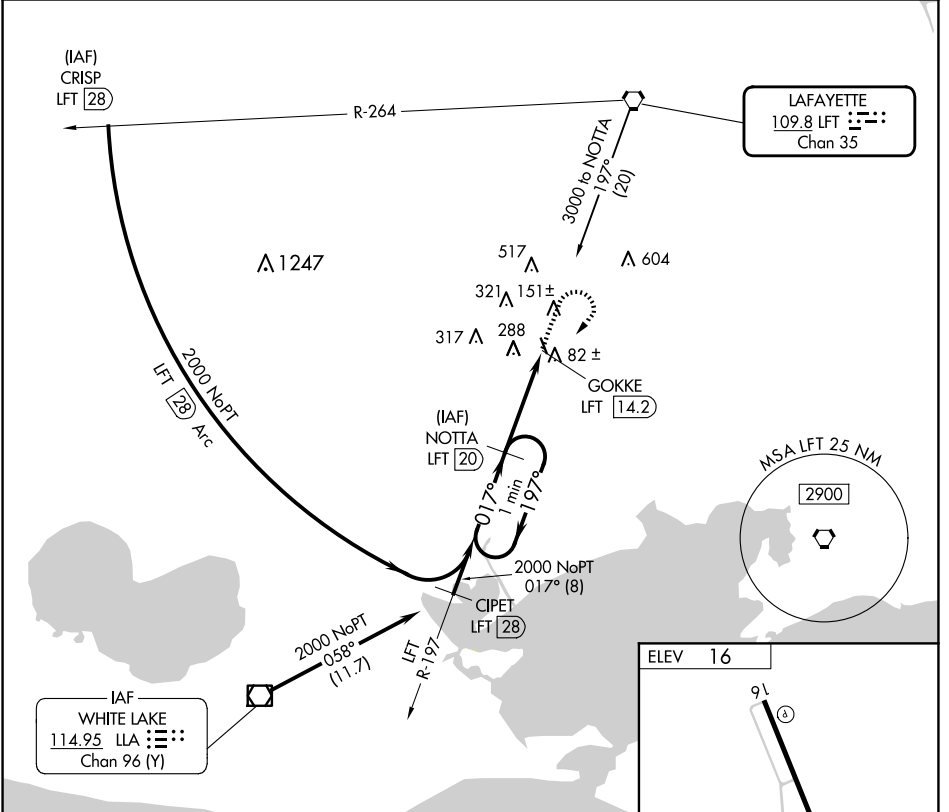 (IAF)
CRISP
LFT 28
R-264
LAFAYETTE
109.8 LFT
Chan 35
3000 to NOTTA
197°
(20)
1247
517
604
321
151±
317
288
82 ±
GOKKE
LFT 14.2
2000 NoPT
LFT 28 Arc
(IAF)
NOTTA
LFT 20
017°
1 min
197°
MSA LFT 25 NM
2900
2000 NoPT
017° (8)
CIPET
LFT 28
2000 NoPT
058°
(11.7)
LFT
R-197
IAF
WHITE LAKE
114.95 LLA
Chan 96 (Y)
ELEV 16
16
P